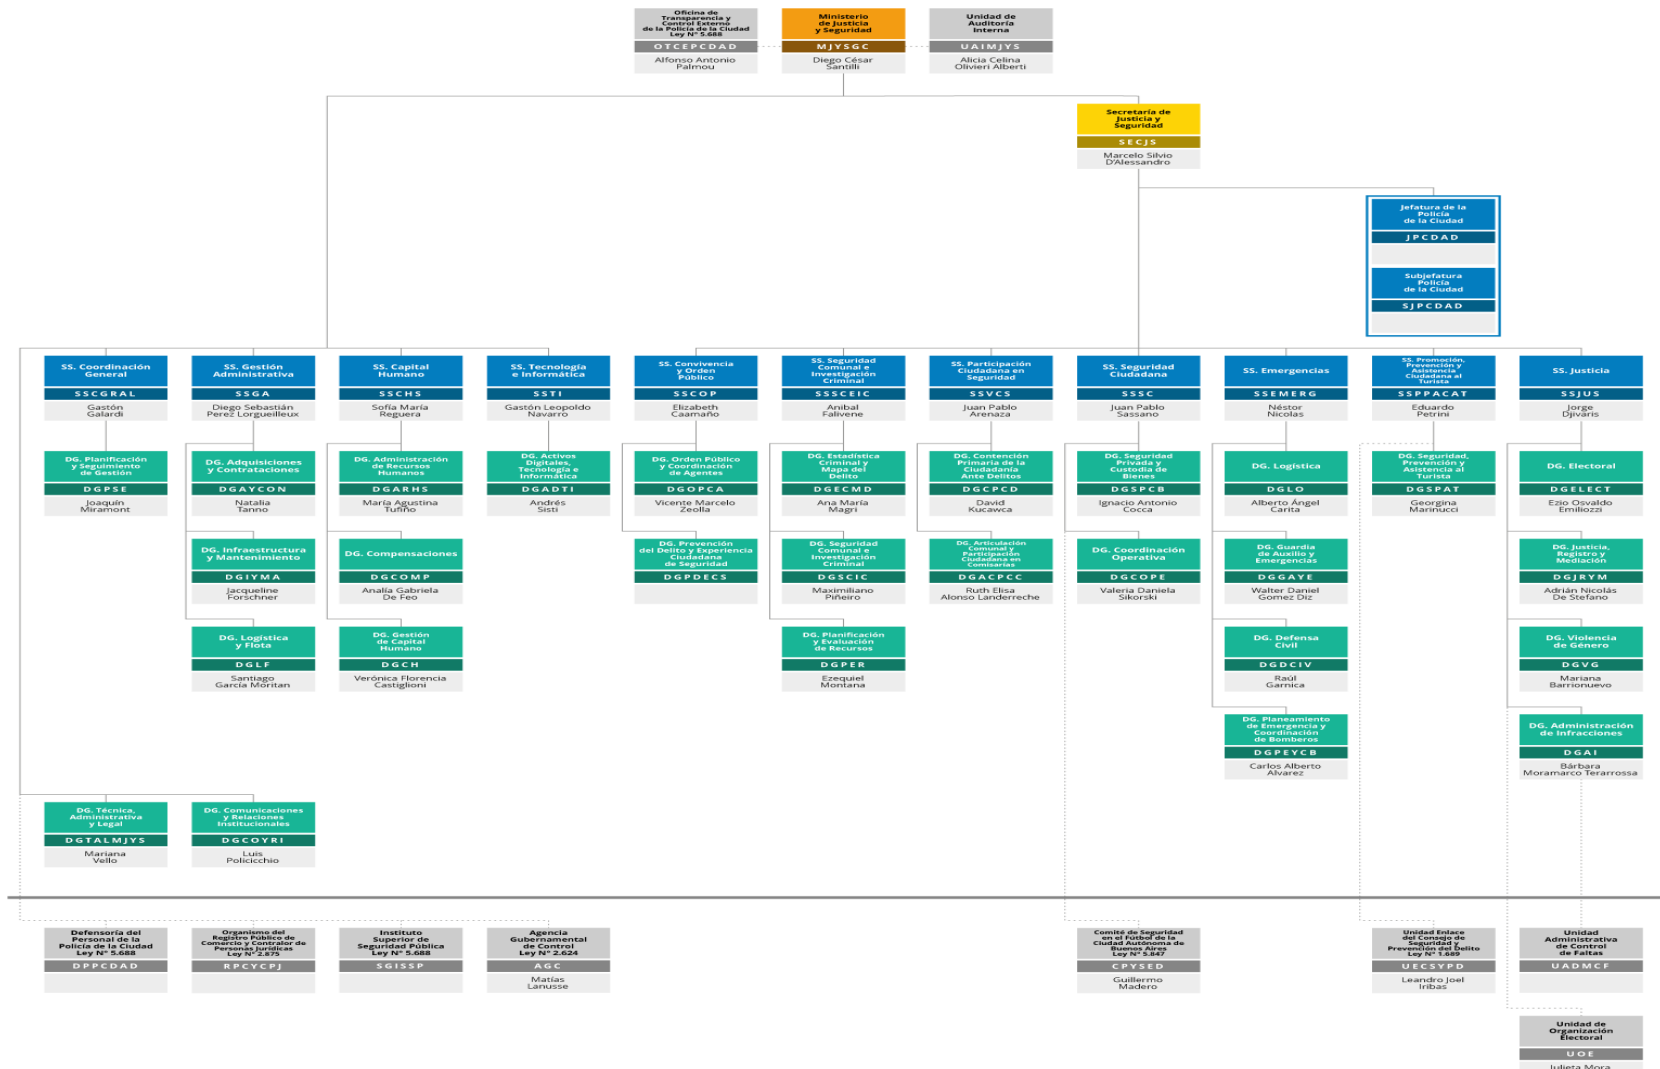 Oficina de
Transparencia y
Control Externo
de la Policía de la Ciudad
Ley N° 5.688
OTCEPCDAD
Alfonso Antonio
Palmou
Ministerio
de Justicia
y Seguridad
MJYSGC
Diego César
Santilli
Unidad de
Auditoría
Interna
UAIMJYS
Alicia Celina
Olivieri Alberti
Secretaría de
Justicia y
Seguridad
SECJS
Marcelo Silvio
D'Alessandro
Jefatura de la
Policía
de la Ciudad
JPCDAD
Subjefatura
Policía
de la Ciudad
SJPCDAD
SS. Coordinación
General
SSCGRAL
Gastón
Galardi
SS. Gestión
Administrativa
SSGA
Diego Sebastián
Perez Lorgueilleux
SS. Capital
Humano
SSCHS
Sofía María
Reguera
SS. Tecnología
e Informática
SSTI
Gastón Leopoldo
Navarro
SS. Convivencia
y Orden
Público
SSCOP
Elizabeth
Caamaño
SS. Seguridad
Comunal e
Investigación
Criminal
SSSCEIC
Anibal
Falivene
SS. Participación
Ciudadana en
Seguridad
SSVCS
Juan Pablo
Arenaza
SS. Seguridad
Ciudadana
SSSC
Juan Pablo
Sassano
SS. Emergencias
SSEMERG
Néstor
Nicolas
SS. Promoción,
Prevención y
Asistencia
Ciudadana al
Turista
SSPPACAT
Eduardo
Petrini
SS. Justicia
SSJUS
Jorge
Djivaris
DG. Planificación
y Seguimiento
de Gestión
DGPSE
Joaquín
Miramont
DG. Adquisiciones
y Contrataciones
DGAYCON
Natalia
Tanno
DG. Administración
de Recursos
Humanos
DGARHS
María Agustina
Tufiño
DG. Activos
Digitales,
Tecnología e
Informática
DGADTI
Andrés
Sisti
DG. Orden Público
y Coordinación
de Agentes
DGOPCA
Vicente Marcelo
Zeolla
DG. Estadística
Criminal y
Mapa del
Delito
DGECMD
Ana María
Magri
DG. Contención
Primaria de la
Ciudadanía
Ante Delitos
DGCPCD
David
Kucawca
DG. Seguridad
Privada y
Custodia de
Bienes
DGSPCB
Ignacio Antonio
Cocca
DG. Logística
DGLO
Alberto Ángel
Carita
DG. Seguridad,
Prevención y
Asistencia al
Turista
DGSPAT
Georgina
Marinucci
DG. Electoral
DGELECT
Ezio Osvaldo
Emiliozzi
DG. Infraestructura
y Mantenimiento
DGIYMA
Jacqueline
Forschner
DG. Compensaciones
DGCOMP
Analía Gabriela
De Feo
DG. Prevención
del Delito y Experiencia
Ciudadana
de Seguridad
DGPDECS
DG. Seguridad
Comunal e
Investigación
Criminal
DGSCIC
Maximiliano
Piñeiro
DG. Articulación
Comunal y
Participación
Ciudadana en
Comisarías
DGACPCC
Ruth Elisa
Alonso Landerreche
DG. Coordinación
Operativa
DGCOPE
Valeria Daniela
Sikorski
DG. Guardia
de Auxilio y
Emergencias
DGGAYE
Walter Daniel
Gomez Diz
DG. Justicia,
Registro y
Mediación
DGJRYM
Adrián Nicolás
De Stefano
DG. Logística
y Flota
DGLF
Santiago
García Moritan
DG. Gestión
de Capital
Humano
DGCH
Verónica Florencia
Castiglioni
DG. Planificación
y Evaluación
de Recursos
DGPER
Ezequiel
Montana
DG. Defensa
Civil
DGDCIV
Raúl
Garnica
DG. Violencia
de Género
DGVG
Mariana
Barrionuevo
DG. Planeamiento
de Emergencia y
Coordinación
de Bomberos
DGPEYCB
Carlos Alberto
Alvarez
DG. Administración
de Infracciones
DGAI
Bárbara
Moramarco Terarrossa
DG. Técnica,
Administrativa
y Legal
DGTALMJYS
Mariana
Vello
DG. Comunicaciones
y Relaciones
Institucionales
DGCOYRI
Luis
Policicchio
Defensoría del
Personal de la
Policía de la Ciudad
Ley N° 5.688
DPPCDAD
Organismo del
Registro Público de
Comercio y Contralor de
Personas Jurídicas
Ley N° 2.875
RPCYCPJ
Instituto
Superior de
Seguridad Pública
Ley N° 5.688
SGISSP
Agencia
Gubernamental
de Control
Ley N° 2.624
AGC
Matías
Lanusse
Comité de Seguridad
en el Fútbol de la
Ciudad Autónoma de
Buenos Aires
Ley N° 5.847
CPYSED
Guillermo
Madero
Unidad Enlace
del Consejo de
Seguridad y
Prevención del Delito
Ley N° 1.689
UECSYPD
Leandro Joel
Iribas
Unidad
Administrativa
de Control
de Faltas
UADMCF
Unidad de
Organización
Electoral
UOE
Julieta Mora